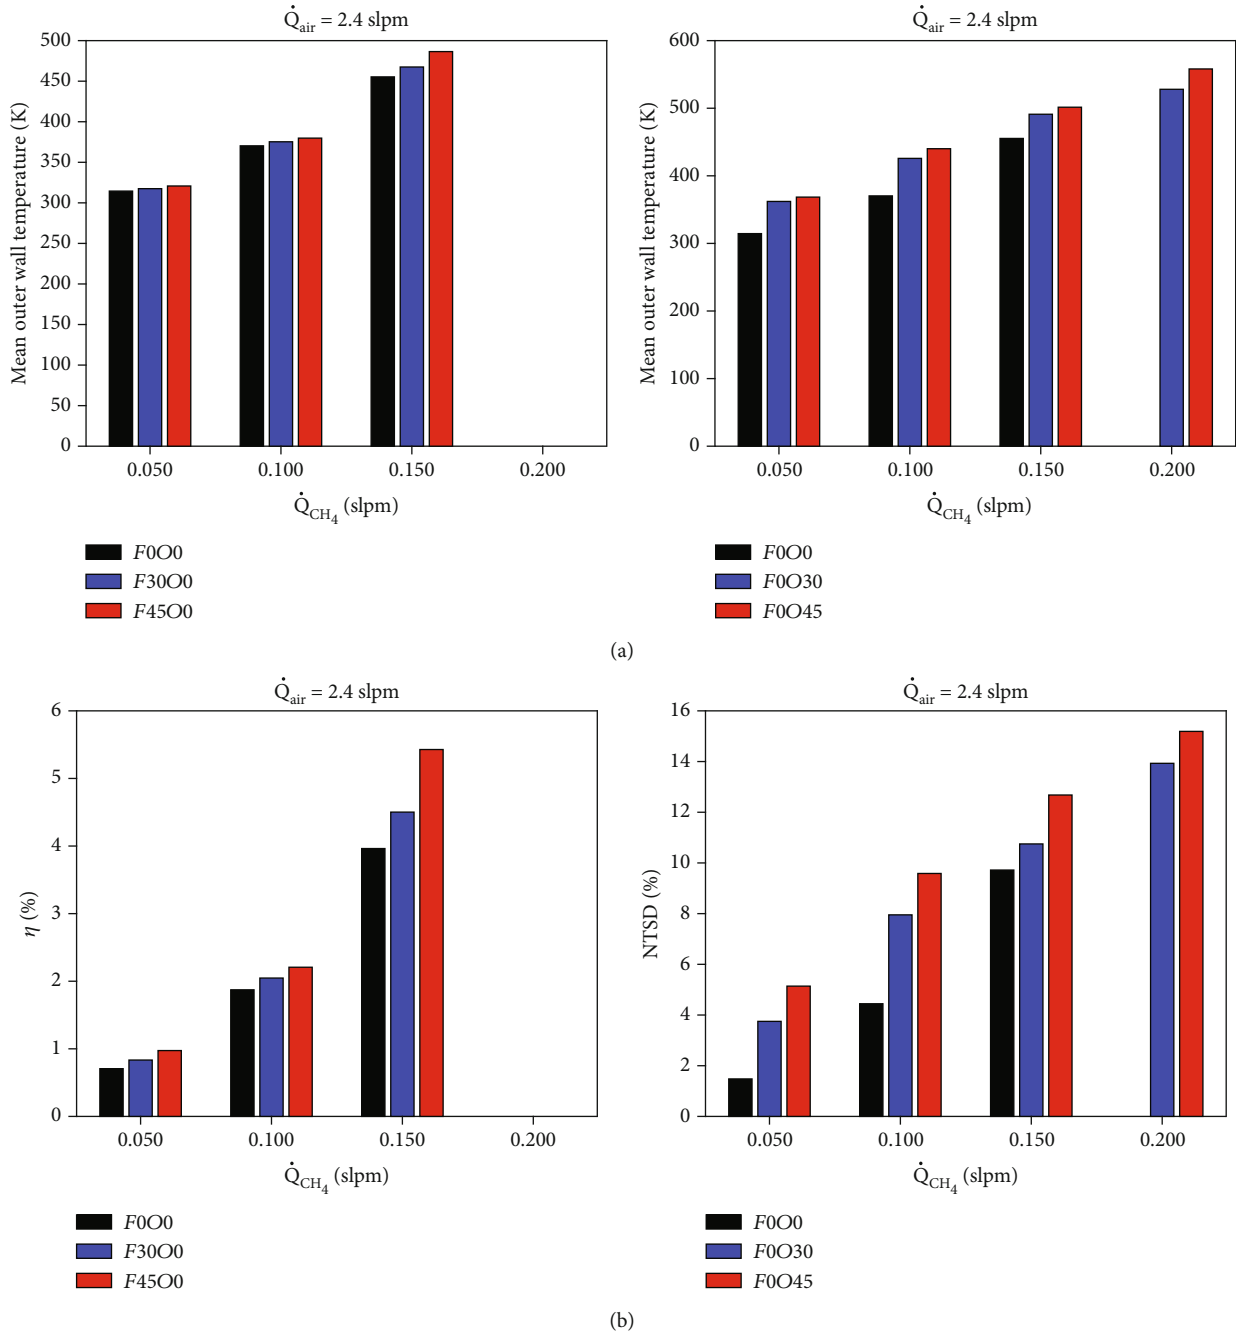 Q̇air = 2.4 slpm
Mean outer wall temperature (K)
500
450
400
350
300
250
200
150
100
50
0
0.050 0.100 0.150 0.200
Q̇CH4 (slpm)
F0O0
F30O0
F45O0
Q̇air = 2.4 slpm
Mean outer wall temperature (K)
600
500
400
300
200
100
0
0.050 0.100 0.150 0.200
Q̇CH4 (slpm)
F0O0
F0O30
F0O45
(a)
Q̇air = 2.4 slpm
η (%)
6
5
4
3
2
1
0
0.050 0.100 0.150 0.200
Q̇CH4 (slpm)
F0O0
F30O0
F45O0
Q̇air = 2.4 slpm
NTSD (%)
16
14
12
10
8
6
4
2
0
0.050 0.100 0.150 0.200
Q̇CH4 (slpm)
F0O0
F0O30
F0O45
(b)